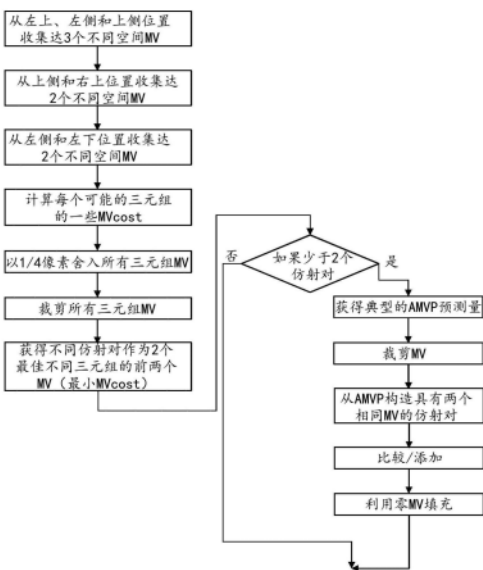 从左上、左侧和上侧位置
收集达3个不同空间MV
从上侧和右上位置收集达
2个不同空间MV
从左侧和左下位置收集达
2个不同空间MV
计算每个可能的三元组
的一些MVcost
以1/4像素舍入所有三元组MV
裁剪所有三元组MV
获得不同仿射对作为2个
最佳不同三元组的前两个
MV（最小MVcost）
如果少于2个
仿射对
否
是
获得典型的AMVP预测量
裁剪MV
从AMVP构造具有两个
相同MV的仿射对
比较/添加
利用零MV填充